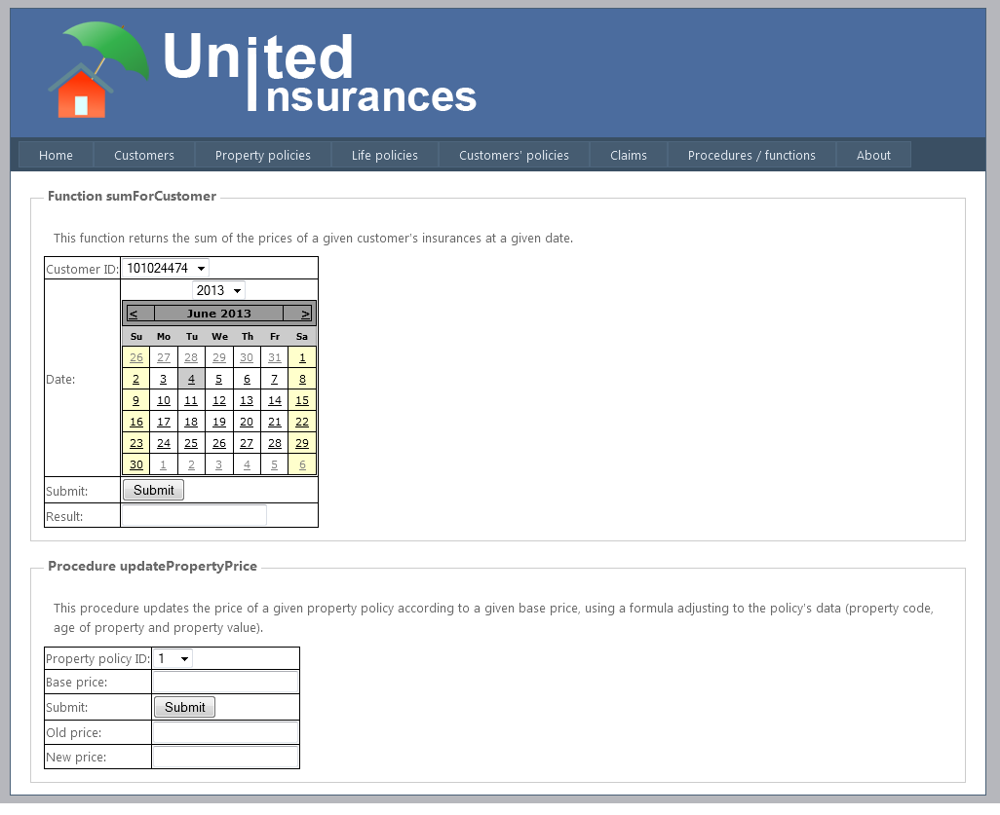 United
Insurances
Home Customers Property policies Life policies Customers' policies Claims Procedures / functions About
Function sumForCustomer
This function returns the sum of the prices of a given customer's insurances at a given date.
Customer ID: 101024474
2013
< June 2013 >
Su Mo Tu We Th Fr Sa
26 27 28 29 30 31 1
2 3 4 5 6 7 8
Date:
9 10 11 12 13 14 15
16 17 18 19 20 21 22
23 24 25 26 27 28 29
30 1 2 3 4 5 6
Submit: Submit
Result:
Procedure updatePropertyPrice
This procedure updates the price of a given property policy according to a given base price, using a formula adjusting to the policy's data (property code,
age of property and property value).
Property policy ID: 1
Base price:
Submit: Submit
Old price:
New price: